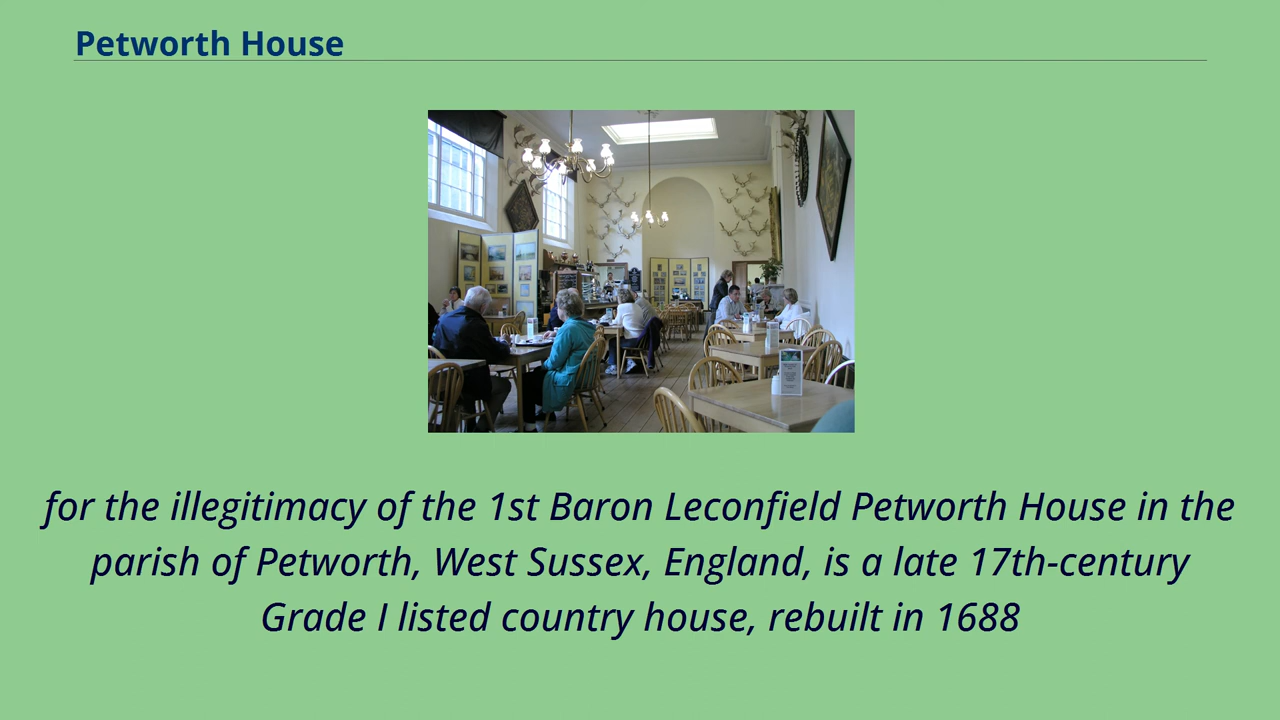 Petworth House
for the illegitimacy of the 1st Baron Leconfield Petworth House in the
parish of Petworth, West Sussex, England, is a late 17th-century
Grade I listed country house, rebuilt in 1688